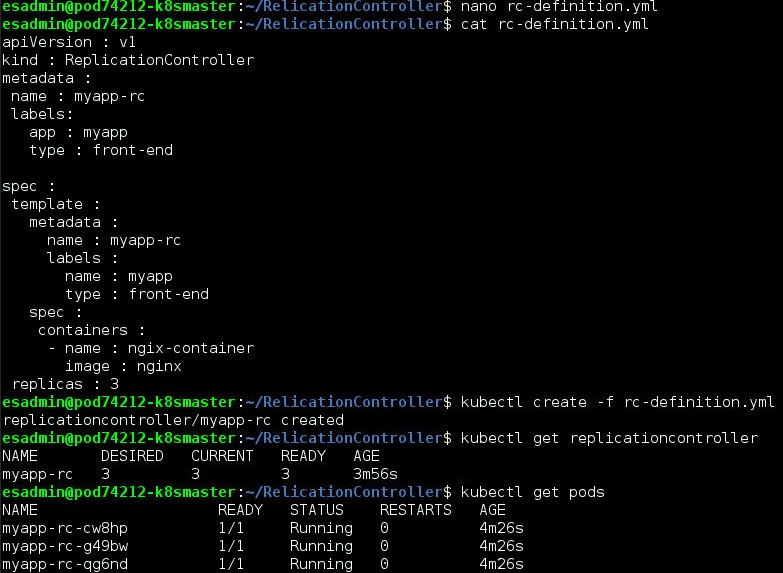 esadmin@pod74212-k8smaster:~/RelicationController$ nano rc-definition.yml
esadmin@pod74212-k8smaster:~/RelicationController$ cat rc-definition.yml
apiVersion : v1
kind : ReplicationController
metadata :
 name : myapp-rc
 labels:
   app : myapp
   type : front-end

spec :
 template :
   metadata :
     name : myapp-rc
     labels :
       name : myapp
       type : front-end
   spec :
    containers :
     - name : ngix-container
       image : nginx
 replicas : 3
esadmin@pod74212-k8smaster:~/RelicationController$ kubectl create -f rc-definition.yml
replicationcontroller/myapp-rc created
esadmin@pod74212-k8smaster:~/RelicationController$ kubectl get replicationcontroller
NAME       DESIRED   CURRENT   READY   AGE
myapp-rc   3         3         3       3m56s
esadmin@pod74212-k8smaster:~/RelicationController$ kubectl get pods
NAME                    READY   STATUS    RESTARTS   AGE
myapp-rc-cw8hp          1/1     Running   0          4m26s
myapp-rc-g49bw          1/1     Running   0          4m26s
myapp-rc-qg6nd          1/1     Running   0          4m26s